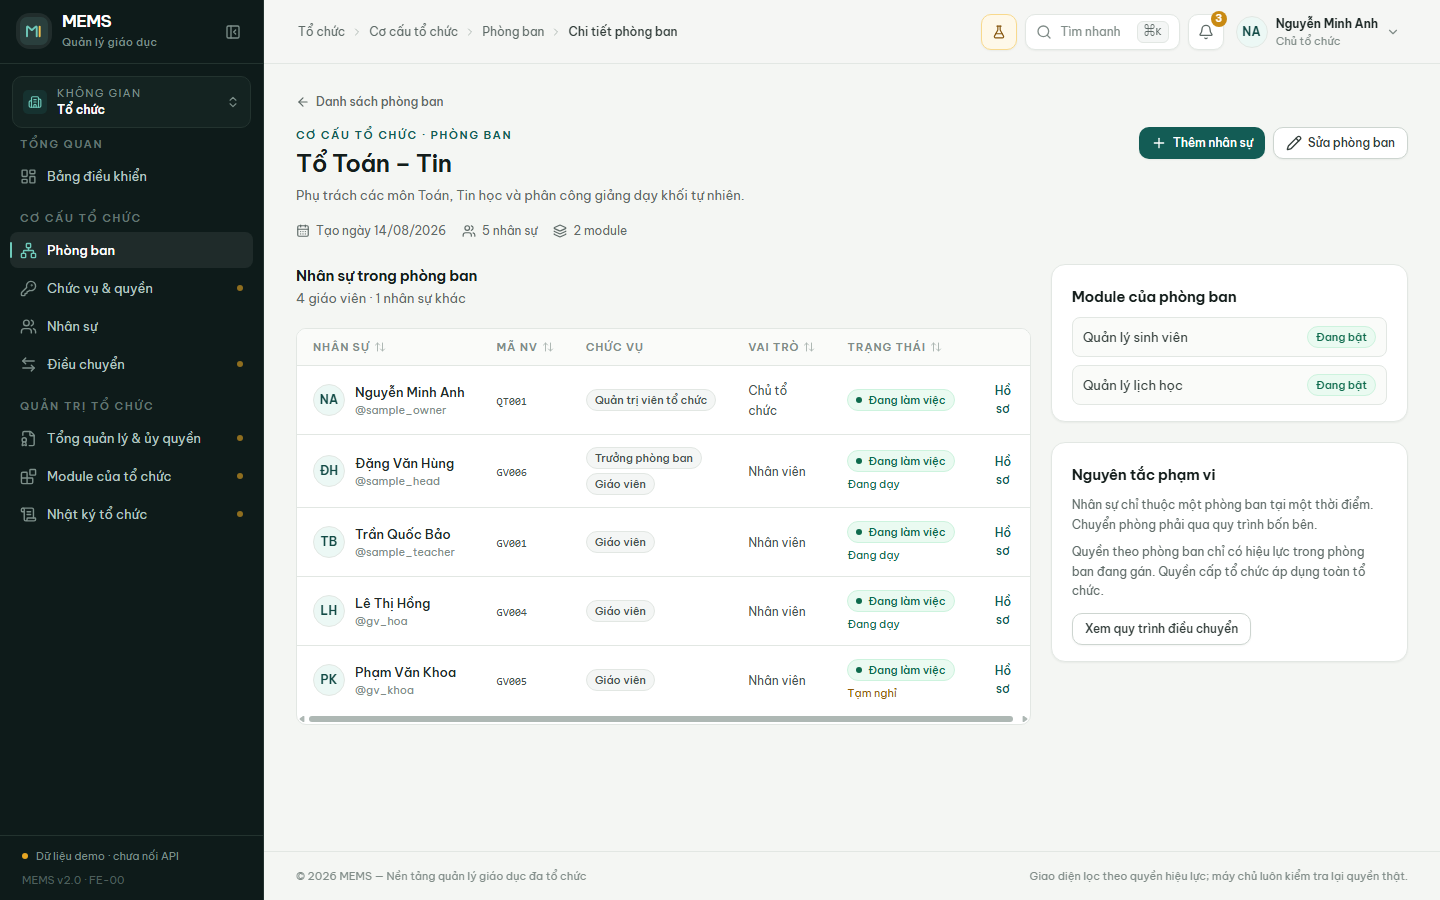 MEMS
Quản lý giáo dục
KHÔNG GIAN
Tổ chức
TỔNG QUAN
Bảng điều khiển
CƠ CẤU TỔ CHỨC
Phòng ban
Chức vụ & quyền
Nhân sự
Điều chuyển
QUẢN TRỊ TỔ CHỨC
Tổng quản lý & ủy quyền
Module của tổ chức
Nhật ký tổ chức
Dữ liệu demo · chưa nối API
MEMS v2.0 · FE-00
Tổ chức
Cơ cấu tổ chức
Phòng ban
Chi tiết phòng ban
Tìm nhanh
⌘K
3
NA
Nguyễn Minh Anh
Chủ tổ chức
Danh sách phòng ban
CƠ CẤU TỔ CHỨC · PHÒNG BAN
Tổ Toán – Tin
Phụ trách các môn Toán, Tin học và phân công giảng dạy khối tự nhiên.
Tạo ngày 14/08/2026
5 nhân sự
2 module
Thêm nhân sự
Sửa phòng ban
Nhân sự trong phòng ban
4 giáo viên · 1 nhân sự khác
NHÂN SỰ
MÃ NV
CHỨC VỤ
VAI TRÒ
TRẠNG THÁI
NA
Nguyễn Minh Anh
@sample_owner
QT001
Quản trị viên tổ chức
Chủ tổ
chức
Đang làm việc
Hồ
sơ
ĐH
Đặng Văn Hùng
@sample_head
GV006
Trưởng phòng ban
Giáo viên
Nhân viên
Đang làm việc
Đang dạy
Hồ
sơ
TB
Trần Quốc Bảo
@sample_teacher
GV001
Giáo viên
Nhân viên
Đang làm việc
Đang dạy
Hồ
sơ
LH
Lê Thị Hồng
@gv_hoa
GV004
Giáo viên
Nhân viên
Đang làm việc
Đang dạy
Hồ
sơ
PK
Phạm Văn Khoa
@gv_khoa
GV005
Giáo viên
Nhân viên
Đang làm việc
Tạm nghỉ
Hồ
sơ
Module của phòng ban
Quản lý sinh viên
Đang bật
Quản lý lịch học
Đang bật
Nguyên tắc phạm vi
Nhân sự chỉ thuộc một phòng ban tại một thời điểm.
Chuyển phòng phải qua quy trình bốn bên.
Quyền theo phòng ban chỉ có hiệu lực trong phòng
ban đang gán. Quyền cấp tổ chức áp dụng toàn tổ
chức.
Xem quy trình điều chuyển
© 2026 MEMS — Nền tảng quản lý giáo dục đa tổ chức
Giao diện lọc theo quyền hiệu lực; máy chủ luôn kiểm tra lại quyền thật.